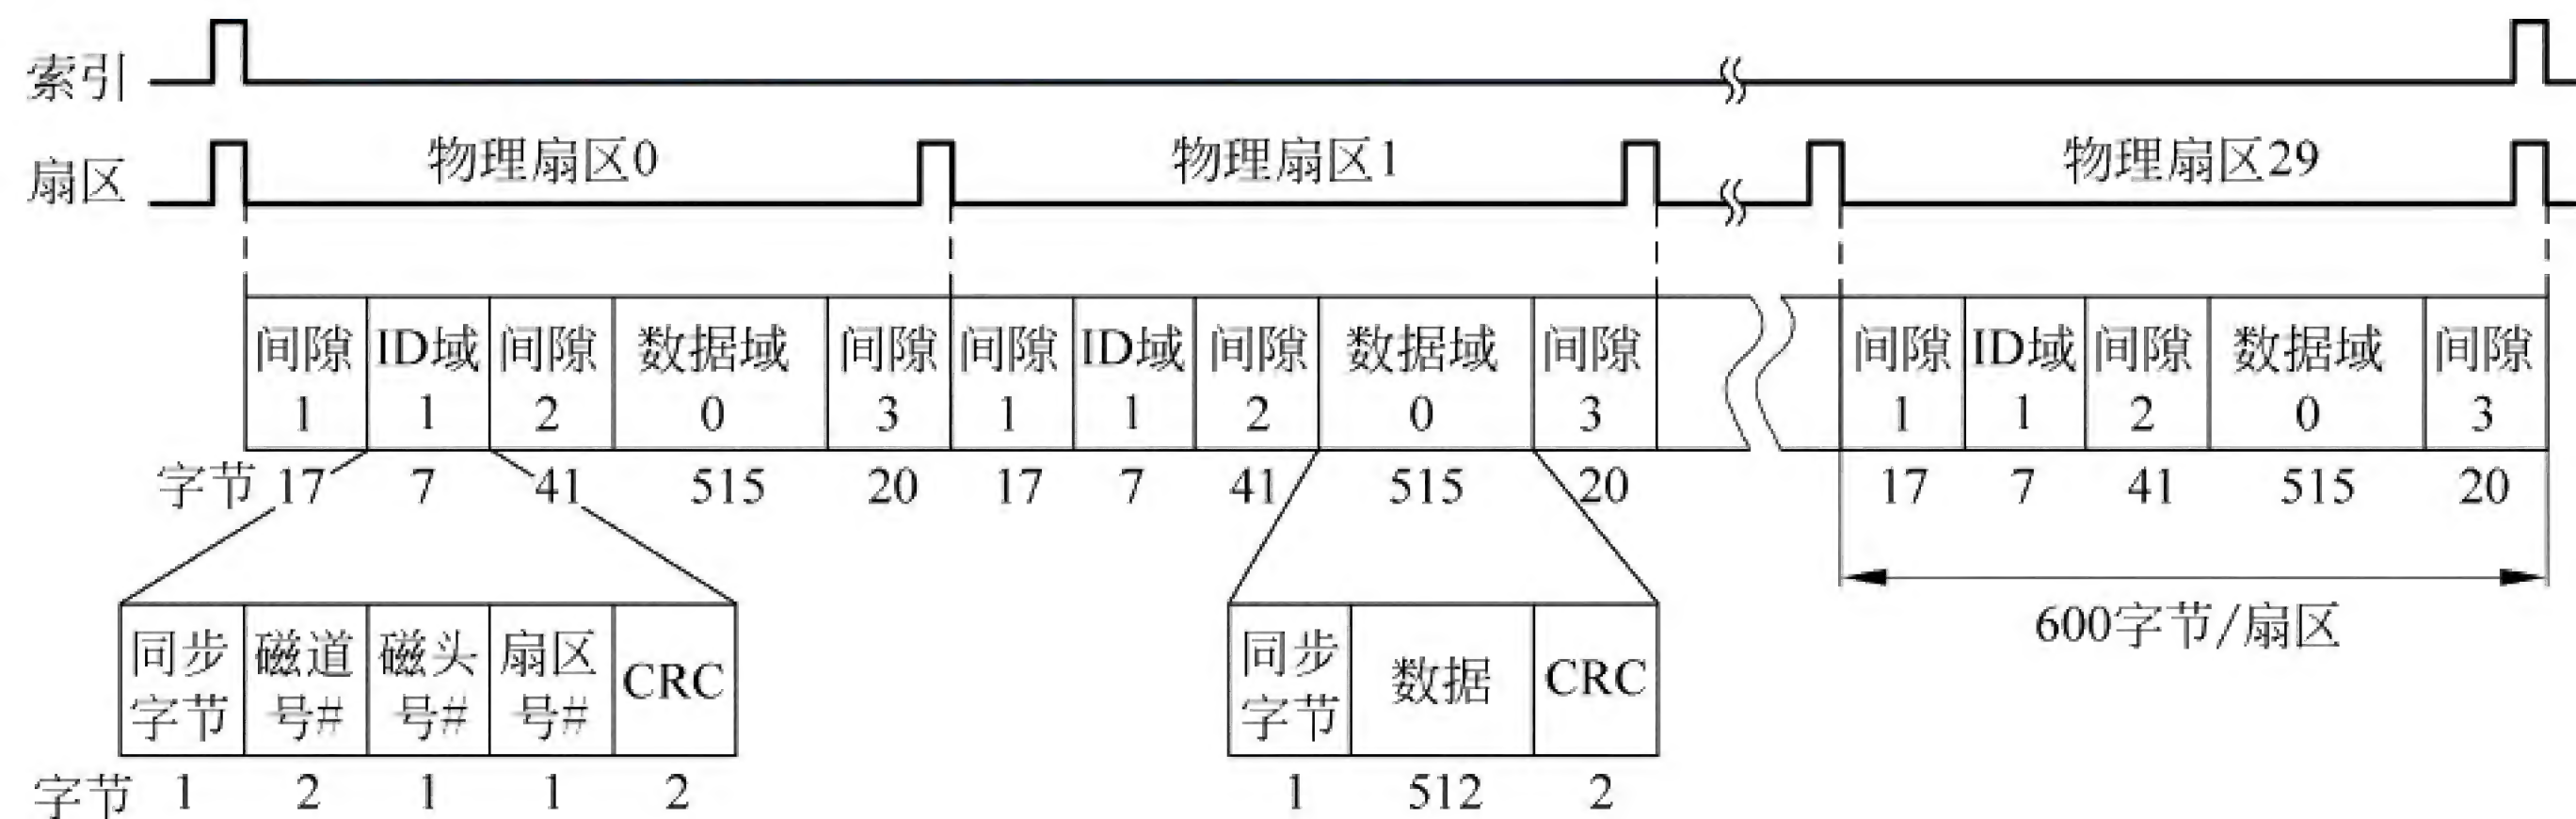 索引
扇区 物理扇区0 物理扇区1 物理扇区29
间隙 ID域 间隙 数据域 间隙 间隙 ID域 间隙 数据域 间隙 间隙 ID域 间隙 数据域 间隙
1 1 2 0 3 1 1 2 0 3 1 1 2 0 3
字节 17 7 41 515 20 17 7 41 515 20 17 7 41 515 20
600字节/扇区
同步 磁道 磁头 扇区 CRC 同步 数据 CRC
字节 号# 号# 号# 字节
字节 1 2 1 1 2 1 512 2